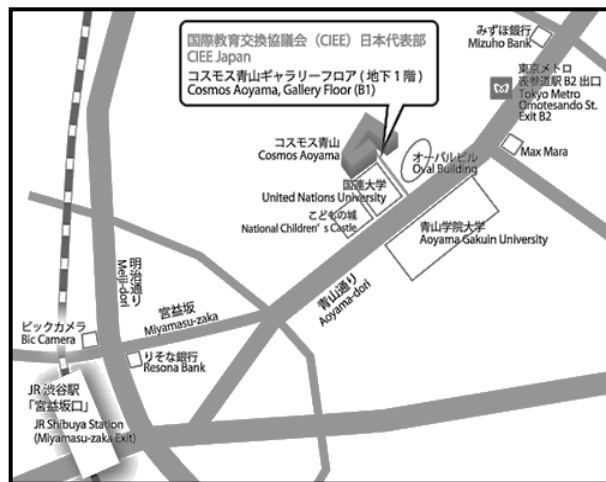 国際教育交換協議会（CIEE）日本代表部
CIEE Japan
コスモス青山ギャラリーフロア ( 地下 1 階 )
Cosmos Aoyama, Gallery Floor (B1)
みずほ銀行
Mizuho Bank
東京メトロ
表参道駅 B2 出口
Tokyo Metro
Omotesando St.
Exit B2
Max Mara
コスモス青山
Cosmos Aoyama
オーバルビル
Oval Building
国連大学
United Nations University
こどもの城
National Children's Castle
青山学院大学
Aoyama Gakuin University
青山通り
Aoyama-dori
明治通り
Meiji-dori
宮益坂
Miyamasu-zaka
ビックカメラ
Bic Camera
りそな銀行
Resona Bank
JR 渋谷駅
「宮益坂口」
JR Shibuya Station
(Miyamasu-zaka Exit)